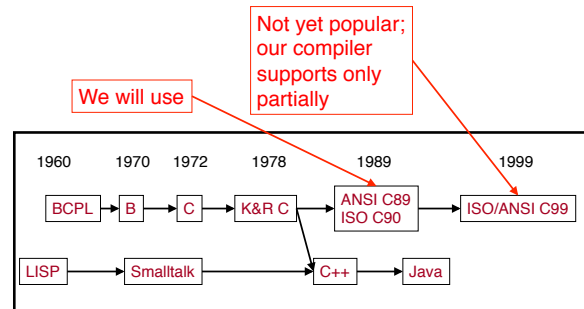 Not yet popular;
our compiler
supports only
partially
We will use
1960 1970 1972 1978 1989 1999
BCPL B C K&R C ANSI C89 ISO/ANSI C99
ISO C90
LISP Smalltalk C++ Java